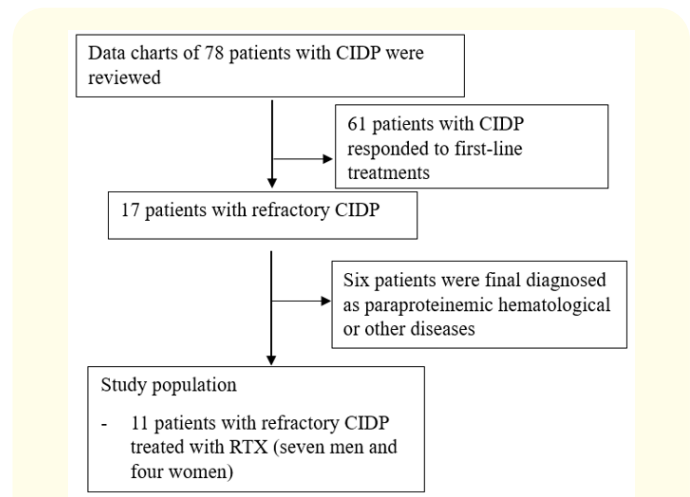 Data charts of 78 patients with CIDP were
reviewed
61 patients with CIDP
responded to first-line
treatments
17 patients with refractory CIDP
Six patients were final diagnosed
as paraproteinemic hematological
or other diseases
Study population
- 11 patients with refractory CIDP
treated with RTX (seven men and
four women)